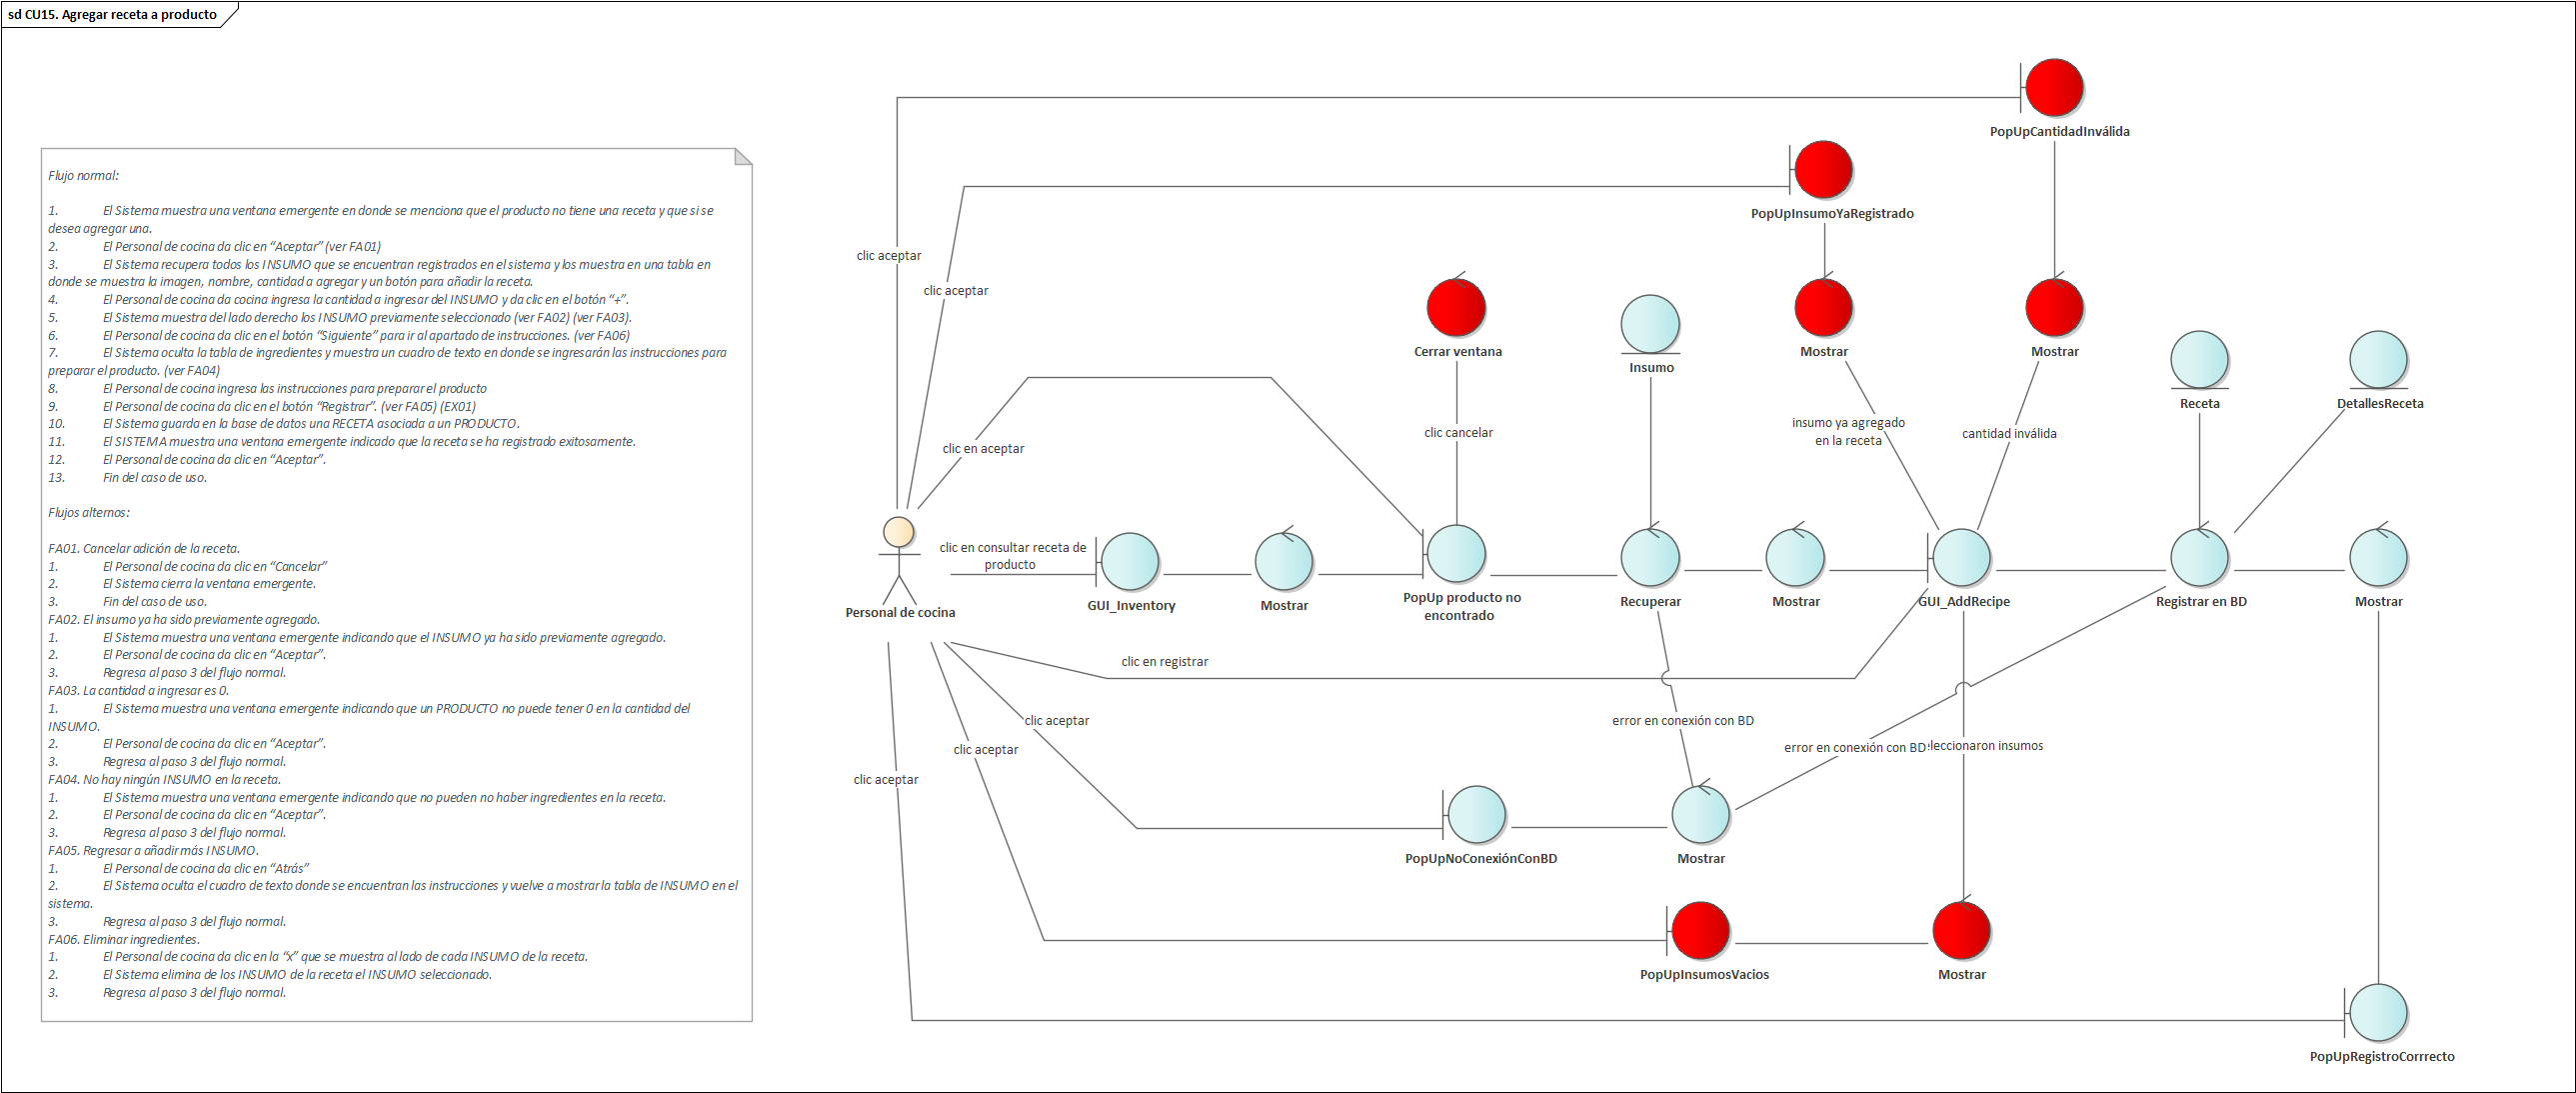 sd CU15. Agregar receta a producto
Flujo normal:
1. El Sistema muestra una ventana emergente en donde se menciona que el producto no tiene una receta y que si se
desea agregar una.
2. El Personal de cocina da clic en “Aceptar” (ver FA01)
3. El Sistema recupera todos los INSUMO que se encuentran registrados en el sistema y los muestra en una tabla en
donde se muestra la imagen, nombre, cantidad a agregar y un botón para añadir la receta.
4. El Personal de cocina da cocina ingresa la cantidad a ingresar del INSUMO y da clic en el botón “+”.
5. El Sistema muestra del lado derecho los INSUMO previamente seleccionado (ver FA02) (ver FA03).
6. El Personal de cocina da clic en el botón “Siguiente” para ir al apartado de instrucciones. (ver FA06)
7. El Sistema oculta la tabla de ingredientes y muestra un cuadro de texto en donde se ingresarán las instrucciones para
preparar el producto. (ver FA04)
8. El Personal de cocina ingresa las instrucciones para preparar el producto
9. El Personal de cocina da clic en el botón “Registrar”. (ver FA05) (EX01)
10. El Sistema guarda en la base de datos una RECETA asociada a un PRODUCTO.
11. El SISTEMA muestra una ventana emergente indicado que la receta se ha registrado exitosamente.
12. El Personal de cocina da clic en “Aceptar”.
13. Fin del caso de uso.
Flujos alternos:
FA01. Cancelar adición de la receta.
1. El Personal de cocina da clic en “Cancelar”
2. El Sistema cierra la ventana emergente.
3. Fin del caso de uso.
FA02. El insumo ya ha sido previamente agregado.
1. El Sistema muestra una ventana emergente indicando que el INSUMO ya ha sido previamente agregado.
2. El Personal de cocina da clic en “Aceptar”.
3. Regresa al paso 3 del flujo normal.
FA03. La cantidad a ingresar es 0.
1. El Sistema muestra una ventana emergente indicando que un PRODUCTO no puede tener 0 en la cantidad del
INSUMO.
2. El Personal de cocina da clic en “Aceptar”.
3. Regresa al paso 3 del flujo normal.
FA04. No hay ningún INSUMO en la receta.
1. El Sistema muestra una ventana emergente indicando que no pueden no haber ingredientes en la receta.
2. El Personal de cocina da clic en “Aceptar”.
3. Regresa al paso 3 del flujo normal.
FA05. Regresar a añadir más INSUMO.
1. El Personal de cocina da clic en “Atrás”
2. El Sistema oculta el cuadro de texto donde se encuentran las instrucciones y vuelve a mostrar la tabla de INSUMO en el
sistema.
3. Regresa al paso 3 del flujo normal.
FA06. Eliminar ingredientes.
1. El Personal de cocina da clic en la “x” que se muestra al lado de cada INSUMO de la receta.
2. El Sistema elimina de los INSUMO de la receta el INSUMO seleccionado.
3. Regresa al paso 3 del flujo normal.
PopUpCantidadInválida
PopUpInsumoYaRegistrado
clic aceptar
clic aceptar
Cerrar ventana
Insumo
Mostrar
Mostrar
Receta
DetallesReceta
clic en aceptar
clic cancelar
insumo ya agregado
en la receta
cantidad inválida
clic en consultar receta de
producto
Personal de cocina
GUI_Inventory
Mostrar
PopUp producto no
encontrado
Recuperar
Mostrar
GUI_AddRecipe
Registrar en BD
Mostrar
clic en registrar
clic aceptar
error en conexión con BD
clic aceptar
error en conexión con BD
insumos
clic aceptar
PopUpNoConexiónConBD
Mostrar
PopUpInsumosVacios
Mostrar
PopUpRegistroCorrrecto